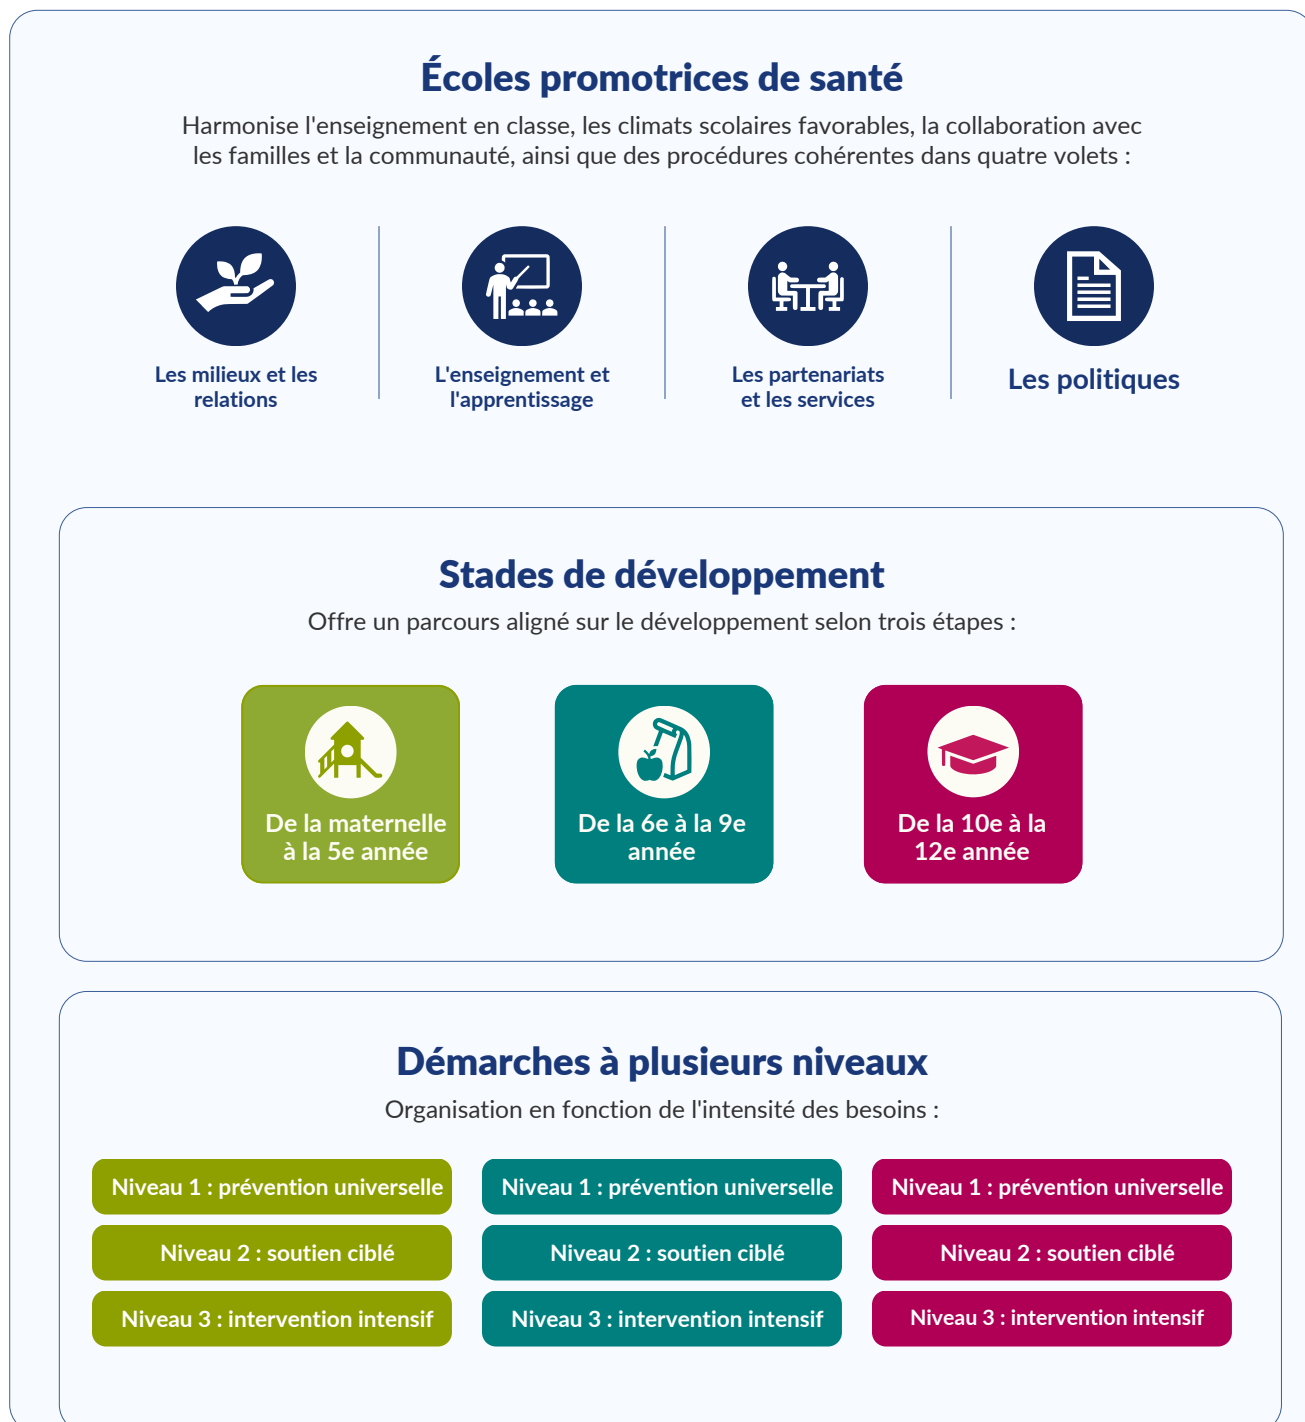 Écoles promotrices de santé
Harmonise l'enseignement en classe, les climats scolaires favorables, la collaboration avec
les familles et la communauté, ainsi que des procédures cohérentes dans quatre volets :
Les milieux et les
relations
L'enseignement et
l'apprentissage
Les partenariats
et les services
Les politiques
Stades de développement
Offre un parcours aligné sur le développement selon trois étapes :
De la maternelle
à la 5e année
De la 6e à la 9e
année
De la 10e à la
12e année
Démarches à plusieurs niveaux
Organisation en fonction de l'intensité des besoins :
Niveau 1 : prévention universelle
Niveau 2 : soutien ciblé
Niveau 3 : intervention intensif
Niveau 1 : prévention universelle
Niveau 2 : soutien ciblé
Niveau 3 : intervention intensif
Niveau 1 : prévention universelle
Niveau 2 : soutien ciblé
Niveau 3 : intervention intensif